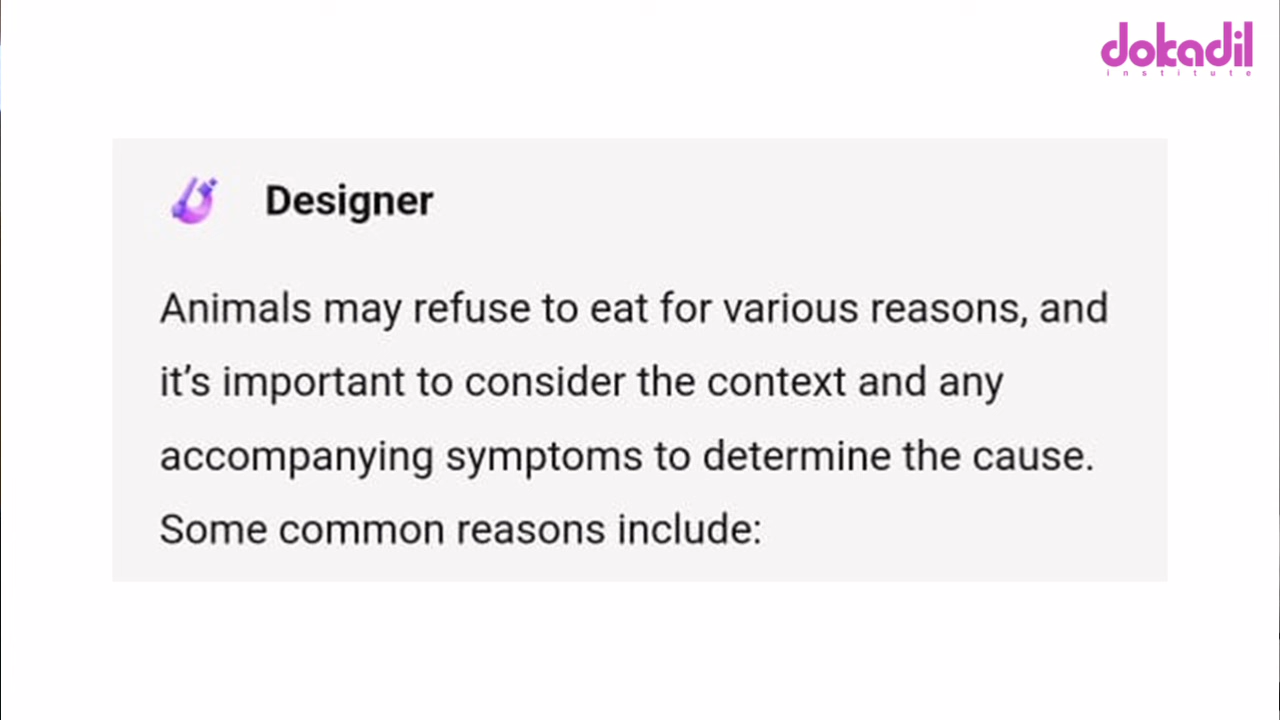 dokadil
institute
Designer
Animals may refuse to eat for various reasons, and
it’s important to consider the context and any
accompanying symptoms to determine the cause.
Some common reasons include: